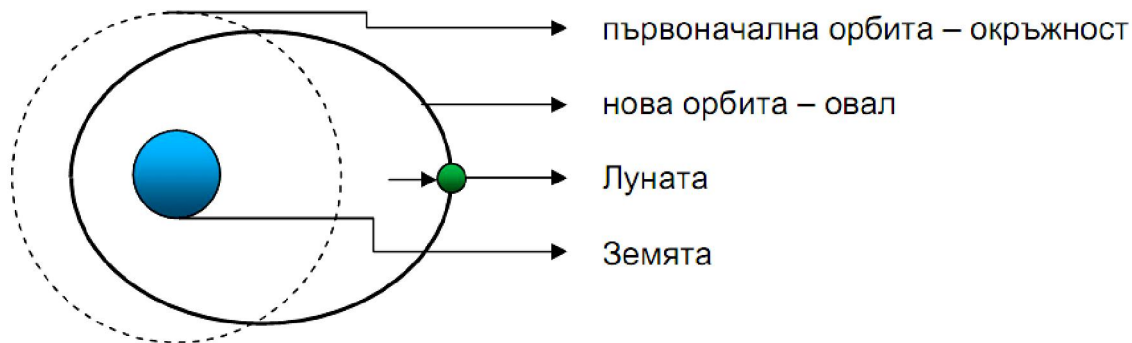 първоначална орбита – окръжност
нова орбита – овал
Луната
Земята